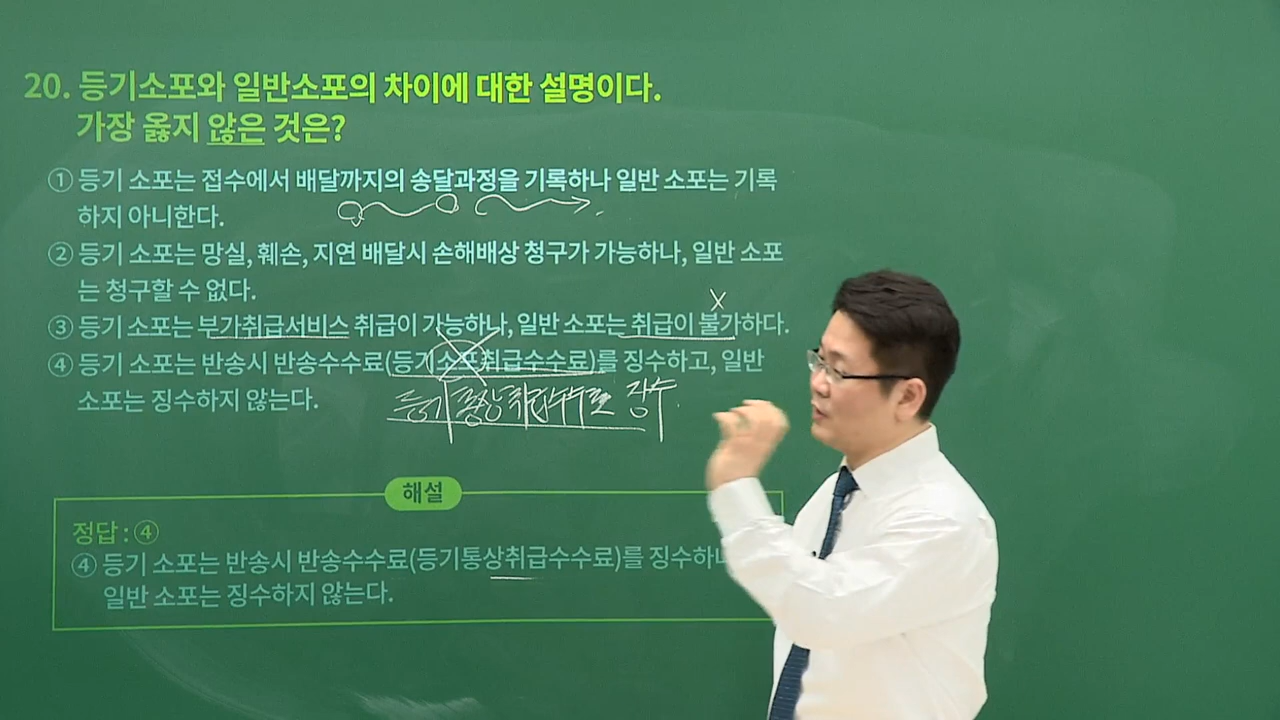 20. 등기소포와 일반소포의 차이에 대한 설명이다.
가장 옳지 않은 것은?
① 등기 소포는 접수에서 배달까지의 송달과정을 기록하나 일반 소포는 기록
하지 아니한다.
② 등기 소포는 망실, 훼손, 지연 배달시 손해배상 청구가 가능하나, 일반 소포
는 청구할 수 없다.
③ 등기 소포는 부가취급서비스 취급이 가능하나, 일반 소포는 취급이 불가하다.
④ 등기 소포는 반송시 반송수수료(등기소포취급수수료)를 징수하고, 일반
소포는 징수하지 않는다.
등기통상취급수수료 징수.
해설
정답 : ④
④ 등기 소포는 반송시 반송수수료(등기통상취급수수료)를 징수하
일반 소포는 징수하지 않는다.